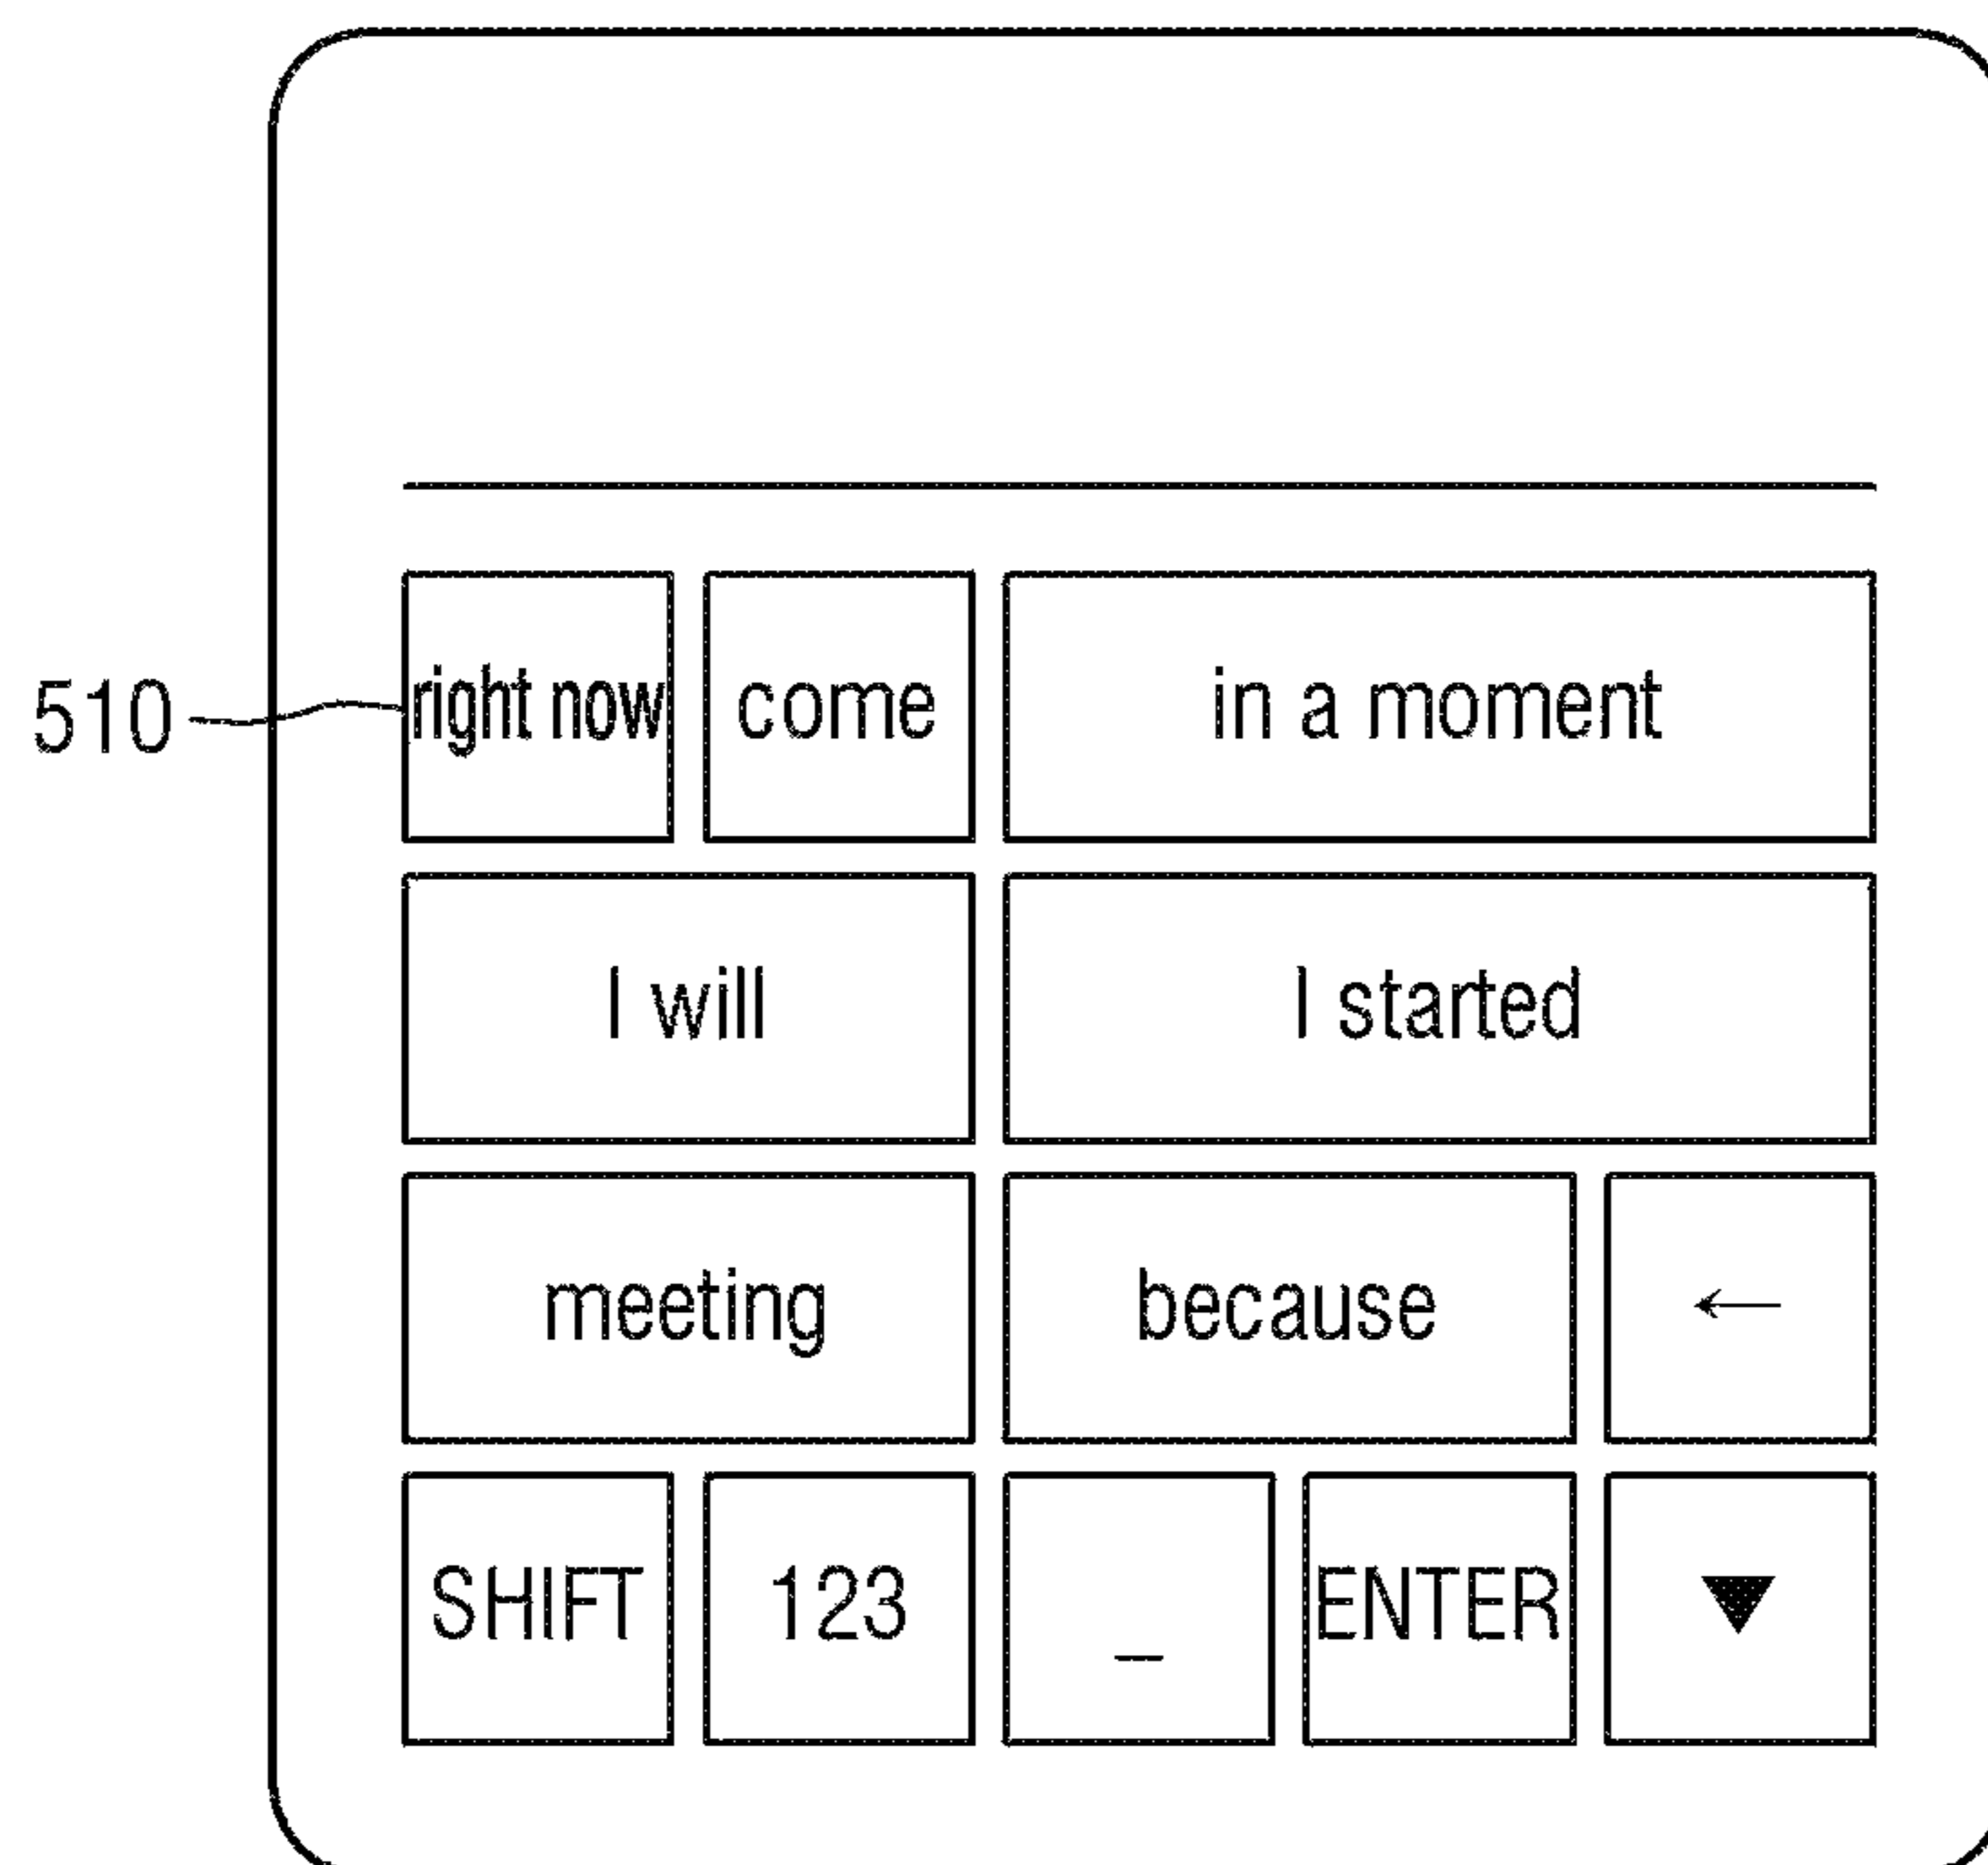 510 right now come in a moment
I will I started
meeting because ←
SHIFT 123 _ ENTER ▼